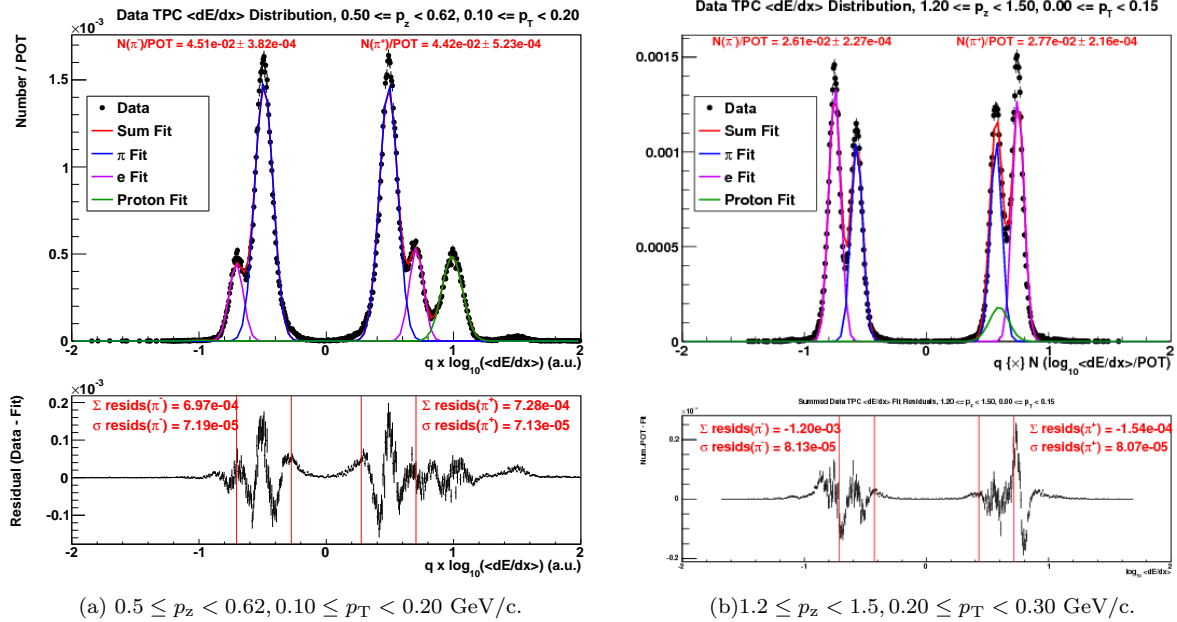 Data TPC <dE/dx> Distribution, 0.50 <= p_z < 0.62, 0.10 <= p_T < 0.20
×10^-3
N(π^-)/POT = 4.51e-02 ± 3.82e-04
N(π^+)/POT = 4.42e-02 ± 5.23e-04
Number / POT
1.5
1
0.5
0
Data
Sum Fit
π Fit
e Fit
Proton Fit
-2 -1 0 1 2
q x log_10(<dE/dx>) (a.u.)
×10^-3
Σ resids(π^-) = 6.97e-04
σ resids(π^-) = 7.19e-05
Σ resids(π^+) = 7.28e-04
σ resids(π^+) = 7.13e-05
Residual (Data - Fit)
0.2
0.1
0
-0.1
-2 -1 0 1 2
q x log_10(<dE/dx>) (a.u.)
(a) 0.5 ≤ p_z < 0.62, 0.10 ≤ p_T < 0.20 GeV/c.
Data TPC <dE/dx> Distribution, 1.20 <= p_z < 1.50, 0.00 <= p_T < 0.15
N(π^-)/POT = 2.61e-02 ± 2.27e-04
N(π^+)/POT = 2.77e-02 ± 2.16e-04
0.0015
0.001
0.0005
0
Data
Sum Fit
π Fit
e Fit
Proton Fit
-2 -1 0 1 2
q {×} N (log_10<dE/dx>/POT)
Summed Data TPC <dE/dx> Fit Residuals, 1.20 <= p_z < 1.50, 0.00 <= p_T < 0.15
Σ resids(π^-) = -1.20e-03
σ resids(π^-) = 8.13e-05
Σ resids(π^+) = -1.54e-04
σ resids(π^+) = 8.07e-05
Num./POT - Fit
0.2
0
-0.2
-2 -1 0 1 2
log_10<dE/dx>
(b)1.2 ≤ p_z < 1.5, 0.20 ≤ p_T < 0.30 GeV/c.